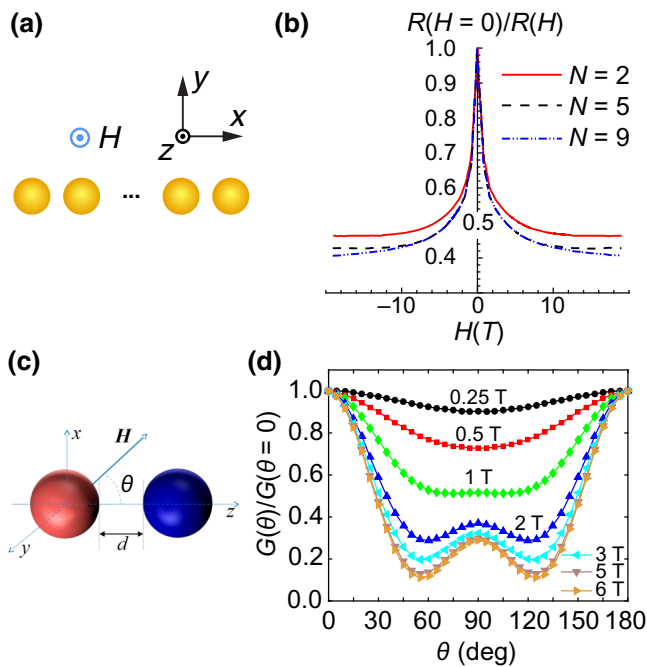 (a)
y
x
z
H
...
(b)
R(H = 0)/R(H)
1.0
0.9
0.8
0.7
0.6
0.5
0.4
N = 2
N = 5
N = 9
−10 0 10
H(T)
(c)
x
H
θ
z
y
d
(d)
G(θ)/G(θ = 0)
1.0
0.8
0.6
0.4
0.2
0.0
0.25 T
0.5 T
1 T
2 T
3 T
5 T
6 T
0 30 60 90 120 150 180
θ (deg)